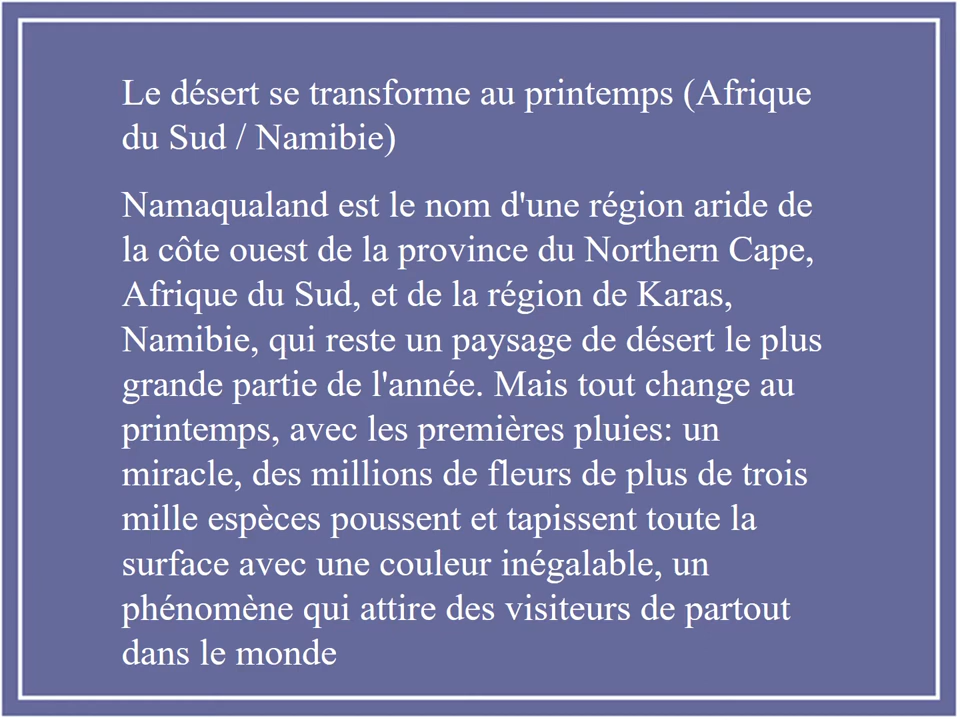 Le désert se transforme au printemps (Afrique
du Sud / Namibie)
Namaqualand est le nom d'une région aride de
la côte ouest de la province du Northern Cape,
Afrique du Sud, et de la région de Karas,
Namibie, qui reste un paysage de désert le plus
grande partie de l'année. Mais tout change au
printemps, avec les premières pluies: un
miracle, des millions de fleurs de plus de trois
mille espèces poussent et tapissent toute la
surface avec une couleur inégalable, un
phénomène qui attire des visiteurs de partout
dans le monde